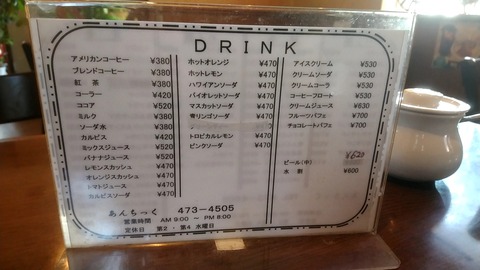 DRINK
アメリカンコーヒー ¥380
ブレンドコーヒー ¥380
紅 茶 ¥380
コーラー ¥420
ココア ¥520
ミルク ¥380
ソーダ水 ¥380
カルピス ¥420
ミックスジュース ¥520
バナナジュース ¥520
レモンスカッシュ ¥470
オレンジスカッシュ ¥470
トマトジュース ¥470
カルピスソーダ ¥470
ホットオレンジ ¥470
ホットレモン ¥470
ハワイアンソーダ ¥470
バイオレットソーダ ¥470
マスカットソーダ ¥470
青リンゴソーダ ¥470
トロピカルレモン ¥470
ピンクソーダ ¥470
アイスクリーム ¥530
クリームソーダ ¥530
クリームコーラ ¥530
コーヒーフロート ¥530
クリームジュース ¥630
フルーツパフェ ¥700
チョコレートパフェ ¥700
ビール(中) ¥620
水 割 ¥600
あんちっく 473-4505
営業時間 AM 9:00 ~ PM 8:00
定休日 第2・第4 水曜日